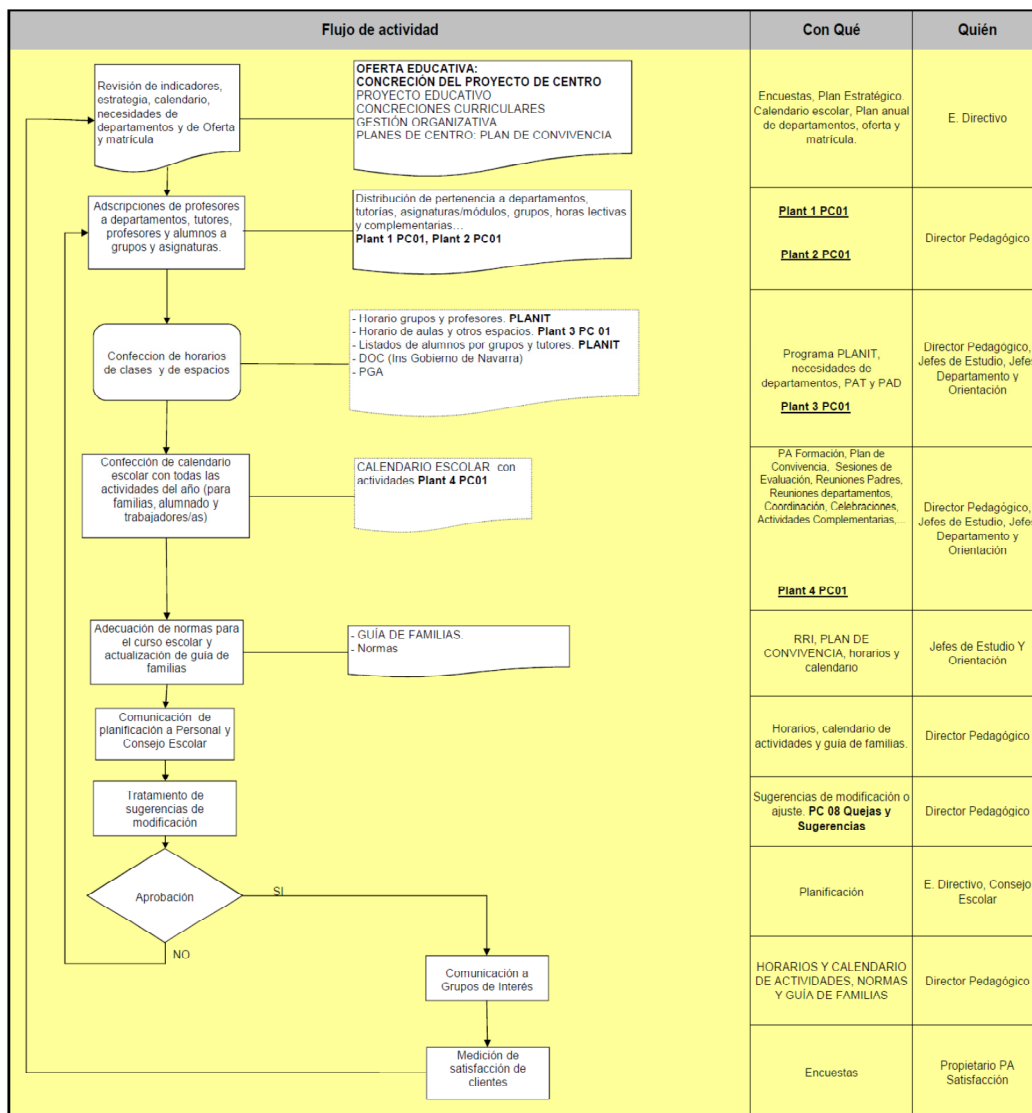 Flujo de actividad
Con Qué
Quién
Revisión de indicadores,
estrategia, calendario,
necesidades de
departamentos y de Oferta
y matrícula
OFERTA EDUCATIVA:
CONCRECIÓN DEL PROYECTO DE CENTRO
PROYECTO EDUCATIVO
CONCRECIONES CURRICULARES
GESTIÓN ORGANIZATIVA
PLANES DE CENTRO: PLAN DE CONVIVENCIA
Encuestas, Plan Estratégico.
Calendario escolar, Plan anual
de departamentos, oferta y
matrícula.
E. Directivo
Adscripciones de profesores
a departamentos, tutores,
profesores y alumnos a
grupos y asignaturas.
Distribución de pertenencia a departamentos,
tutorías, asignaturas/módulos, grupos, horas lectivas
y complementarias…
Plant 1 PC01, Plant 2 PC01
Plant 1 PC01
Plant 2 PC01
Director Pedagógico
Confeccion de horarios
de clases y de espacios
- Horario grupos y profesores. PLANIT
- Horario de aulas y otros espacios. Plant 3 PC 01
- Listados de alumnos por grupos y tutores. PLANIT
- DOC (Ins Gobierno de Navarra)
- PGA
Programa PLANIT,
necesidades de
departamentos, PAT y PAD
Plant 3 PC01
Director Pedagógico,
Jefes de Estudio, Jefes
Departamento y
Orientación
Confección de calendario
escolar con todas las
actividades del año (para
familias, alumnado y
trabajadores/as)
CALENDARIO ESCOLAR con
actividades Plant 4 PC01
PA Formación, Plan de
Convivencia, Sesiones de
Evaluación, Reuniones Padres,
Reuniones departamentos,
Coordinación, Celebraciones,
Actividades Complementarias,…
Plant 4 PC01
Director Pedagógico,
Jefes de Estudio, Jefes
Departamento y
Orientación
Adecuación de normas para
el curso escolar y
actualización de guía de
familias
- GUÍA DE FAMILIAS.
- Normas
RRI, PLAN DE
CONVIVENCIA, horarios y
calendario
Jefes de Estudio Y
Orientación
Comunicación de
planificación a Personal y
Consejo Escolar
Horarios, calendario de
actividades y guía de familias.
Director Pedagógico
Tratamiento de
sugerencias de
modificación
Sugerencias de modificación o
ajuste. PC 08 Quejas y
Sugerencias
Director Pedagógico
Aprobación
SI
NO
Planificación
E. Directivo, Consejo
Escolar
Comunicación a
Grupos de Interés
HORARIOS Y CALENDARIO
DE ACTIVIDADES, NORMAS
Y GUÍA DE FAMILIAS
Director Pedagógico
Medición de
satisfacción de
clientes
Encuestas
Propietario PA
Satisfacción